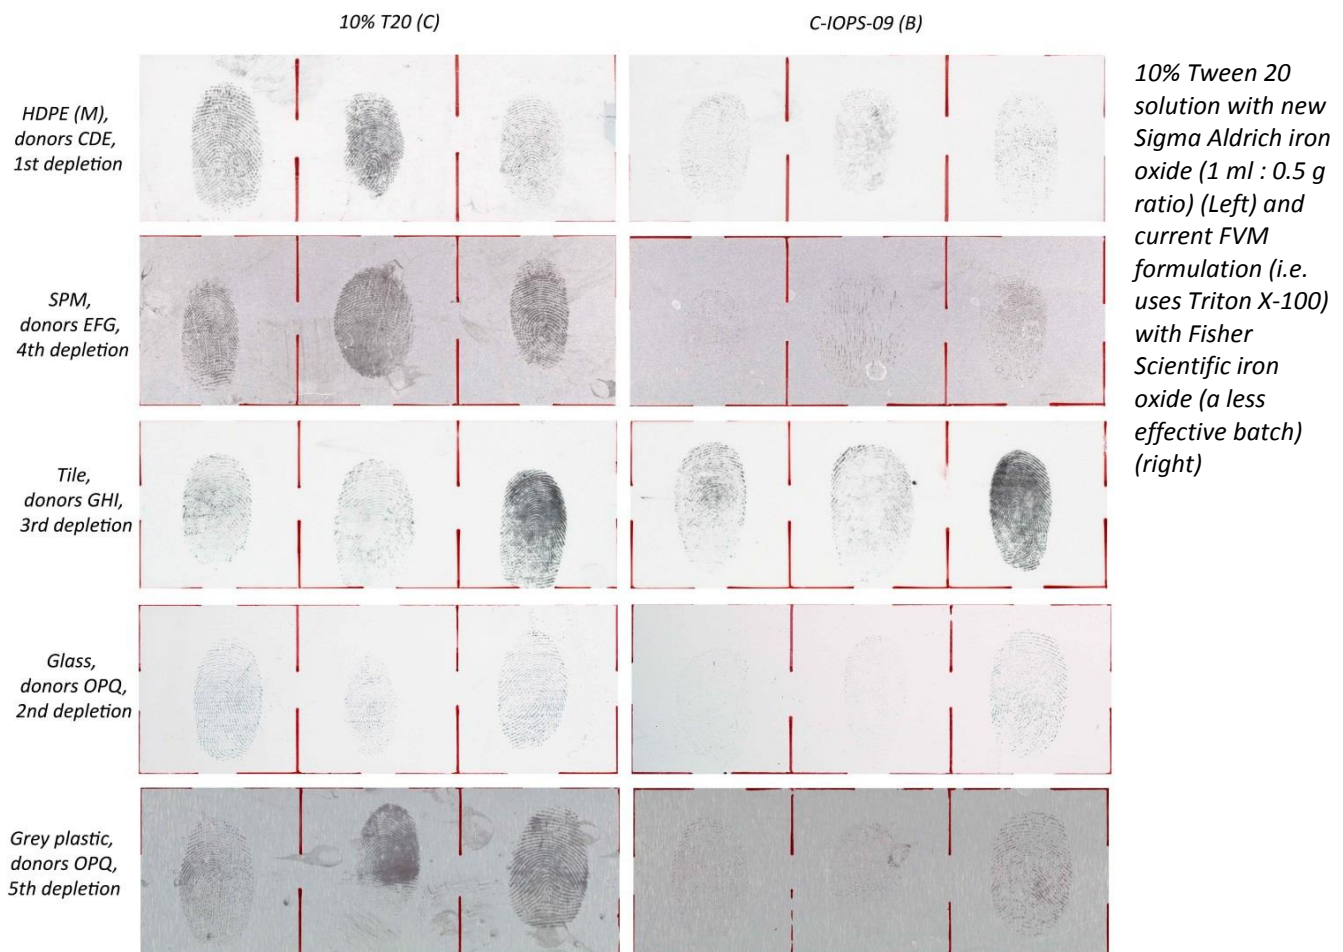 10% T20 (C)
C-IOPS-09 (B)
HDPE (M),
donors CDE,
1st depletion
SPM,
donors EFG,
4th depletion
Tile,
donors GHI,
3rd depletion
Glass,
donors OPQ,
2nd depletion
Grey plastic,
donors OPQ,
5th depletion
10% Tween 20
solution with new
Sigma Aldrich iron
oxide (1 ml : 0.5 g
ratio) (Left) and
current FVM
formulation (i.e.
uses Triton X-100)
with Fisher
Scientific iron
oxide (a less
effective batch)
(right)